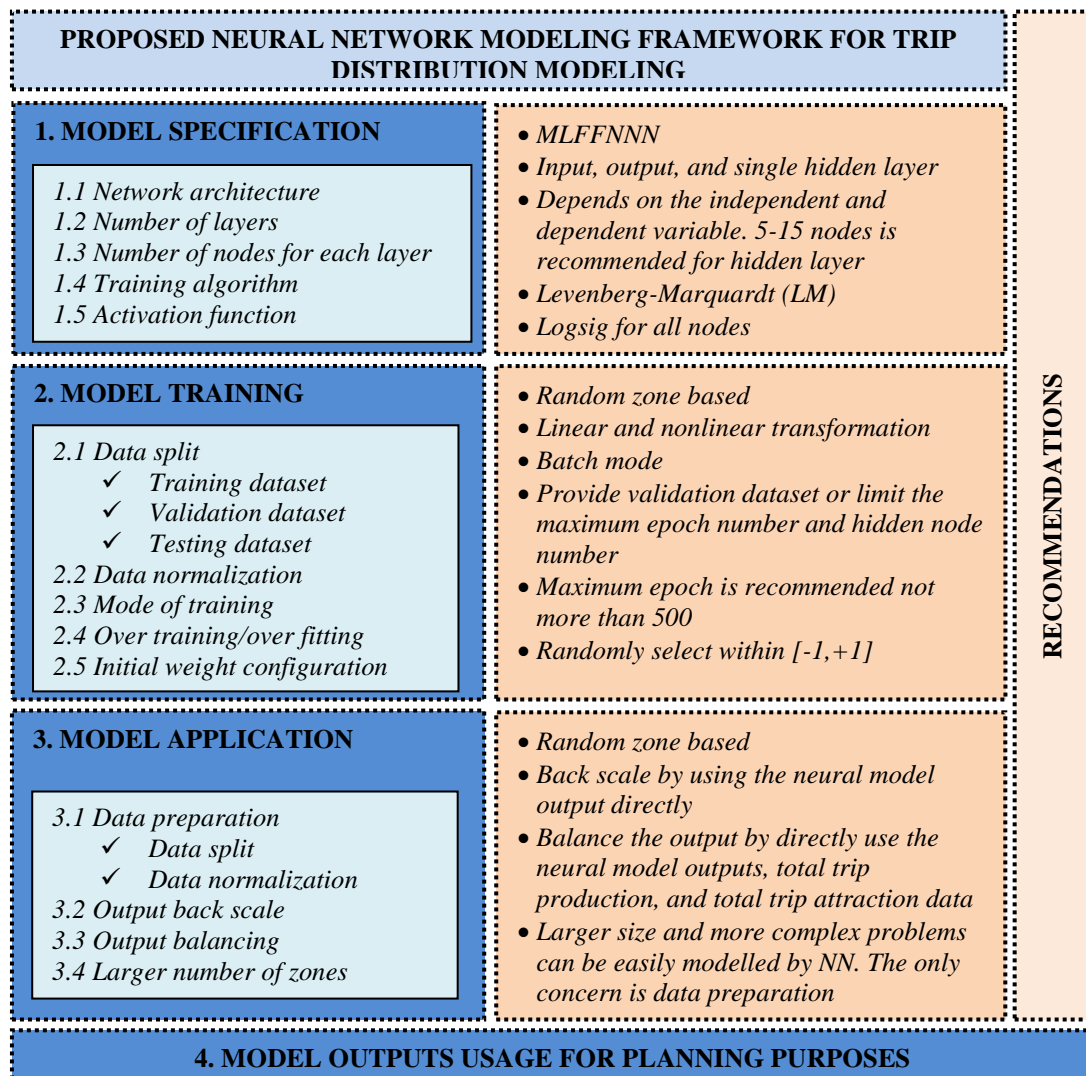 PROPOSED NEURAL NETWORK MODELING FRAMEWORK FOR TRIP
DISTRIBUTION MODELING
1. MODEL SPECIFICATION
1.1 Network architecture
1.2 Number of layers
1.3 Number of nodes for each layer
1.4 Training algorithm
1.5 Activation function
• MLFFNNN
• Input, output, and single hidden layer
• Depends on the independent and
dependent variable. 5-15 nodes is
recommended for hidden layer
• Levenberg-Marquardt (LM)
• Logsig for all nodes
2. MODEL TRAINING
2.1 Data split
✓ Training dataset
✓ Validation dataset
✓ Testing dataset
2.2 Data normalization
2.3 Mode of training
2.4 Over training/over fitting
2.5 Initial weight configuration
• Random zone based
• Linear and nonlinear transformation
• Batch mode
• Provide validation dataset or limit the
maximum epoch number and hidden node
number
• Maximum epoch is recommended not
more than 500
• Randomly select within [-1,+1]
3. MODEL APPLICATION
3.1 Data preparation
✓ Data split
✓ Data normalization
3.2 Output back scale
3.3 Output balancing
3.4 Larger number of zones
• Random zone based
• Back scale by using the neural model
output directly
• Balance the output by directly use the
neural model outputs, total trip
production, and total trip attraction data
• Larger size and more complex problems
can be easily modelled by NN. The only
concern is data preparation
RECOMMENDATIONS
4. MODEL OUTPUTS USAGE FOR PLANNING PURPOSES